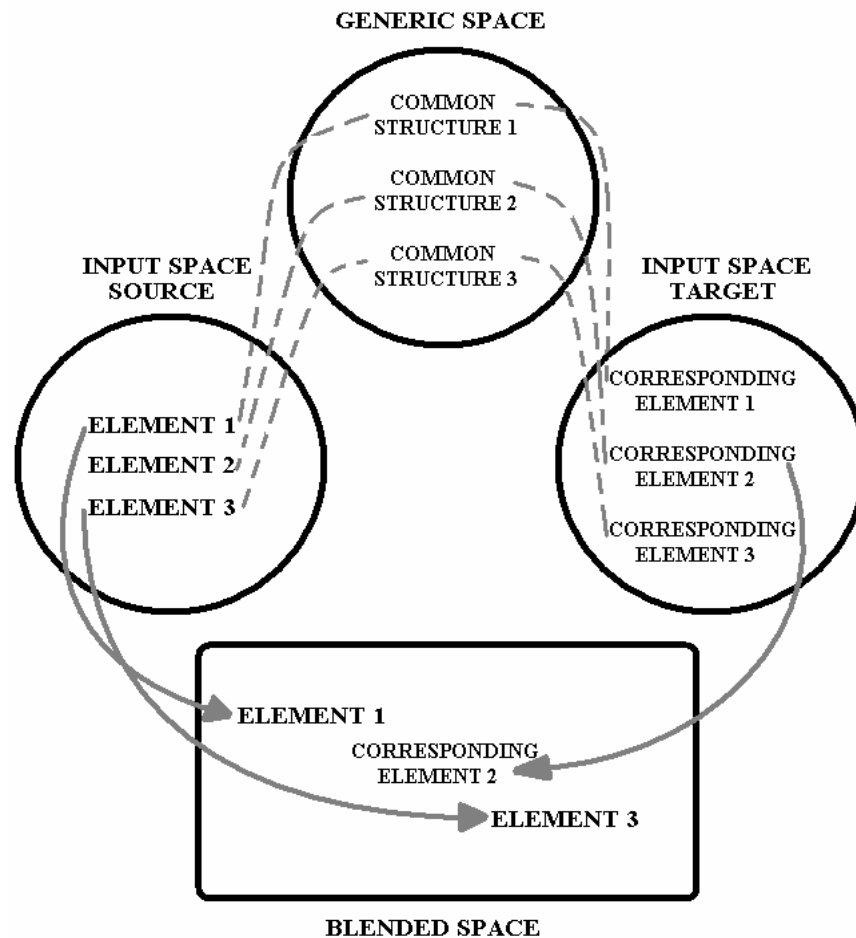 GENERIC SPACE
COMMON
STRUCTURE 1
COMMON
STRUCTURE 2
COMMON
STRUCTURE 3
INPUT SPACE
SOURCE
ELEMENT 1
ELEMENT 2
ELEMENT 3
INPUT SPACE
TARGET
CORRESPONDING
ELEMENT 1
CORRESPONDING
ELEMENT 2
CORRESPONDING
ELEMENT 3
ELEMENT 1
CORRESPONDING
ELEMENT 2
ELEMENT 3
BLENDED SPACE